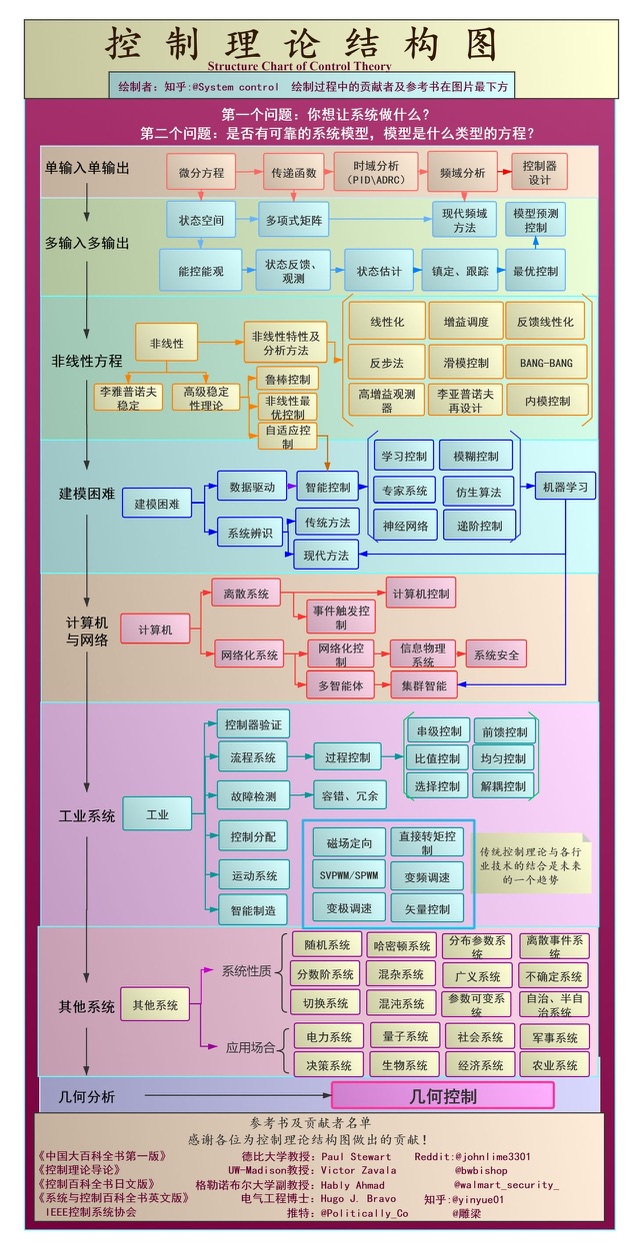 控制理论结构图
Structure Chart of Control Theory
绘制者：知乎:@System control 绘制过程中的贡献者及参考书在图片最下方
第一个问题：你想让系统做什么？
第二个问题：是否有可靠的系统模型，模型是什么类型的方程？
单输入单输出
微分方程
传递函数
时域分析
（PID\ADRC）
频域分析
控制器
设计
多输入多输出
状态空间
多项式矩阵
现代频域
方法
模型预测
控制
能控能观
状态反馈、
观测
状态估计
镇定、跟踪
最优控制
非线性方程
非线性
非线性特性及
分析方法
李雅普诺夫
稳定
高级稳定
性理论
鲁棒控制
非线性最
优控制
自适应控
制
线性化
增益调度
反馈线性化
反步法
滑模控制
BANG-BANG
高增益观测
器
李亚普诺夫
再设计
内模控制
建模困难
建模困难
数据驱动
智能控制
系统辨识
传统方法
现代方法
学习控制
模糊控制
专家系统
仿生算法
神经网络
递阶控制
机器学习
计算机
与网络
计算机
离散系统
计算机控制
事件触发控
制
网络化系统
网络化控
制
信息物理
系统
系统安全
多智能体
集群智能
工业系统
工业
控制器验证
流程系统
过程控制
故障检测
容错、冗余
控制分配
运动系统
智能制造
串级控制
前馈控制
比值控制
均匀控制
选择控制
解耦控制
磁场定向
直接转矩控
制
SVPWM/SPWM
变频调速
变极调速
矢量控制
传统控制理论与各行
业技术的结合是未来
的一个趋势
其他系统
其他系统
系统性质
随机系统
哈密顿系统
分布参数系
统
离散事件系
统
分数阶系统
混杂系统
广义系统
不确定系统
切换系统
混沌系统
参数可变系
统
自治、半自
治系统
应用场合
电力系统
量子系统
社会系统
军事系统
决策系统
生物系统
经济系统
农业系统
几何分析
几何控制
参考书及贡献者名单
感谢各位为控制理论结构图做出的贡献！
《中国大百科全书第一版》 德比大学教授：Paul Stewart Reddit:@johnlime3301
《控制理论导论》 UW-Madison教授：Victor Zavala @bwbishop
《控制百科全书日文版》 格勒诺布尔大学副教授：Hably Ahmad @walmart_security_
《系统与控制百科全书英文版》 电气工程博士：Hugo J. Bravo 知乎:@yinyue01
IEEE控制系统协会 推特：@Politically_Co @雕梁